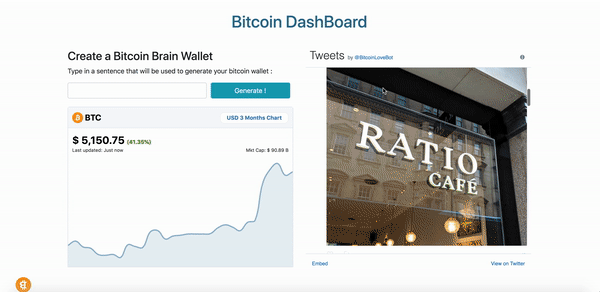 Bitcoin DashBoard
Create a Bitcoin Brain Wallet
Type in a sentence that will be used to generate your bitcoin wallet :
Generate !
BTC
USD 3 Months Chart
$ 5,150.75 (41.35%)
Last updated: Just now
Mkt Cap: $ 90.89 B
Tweets by @BitcoinLoveBot
RATIO
CAFÉ
Embed
View on Twitter